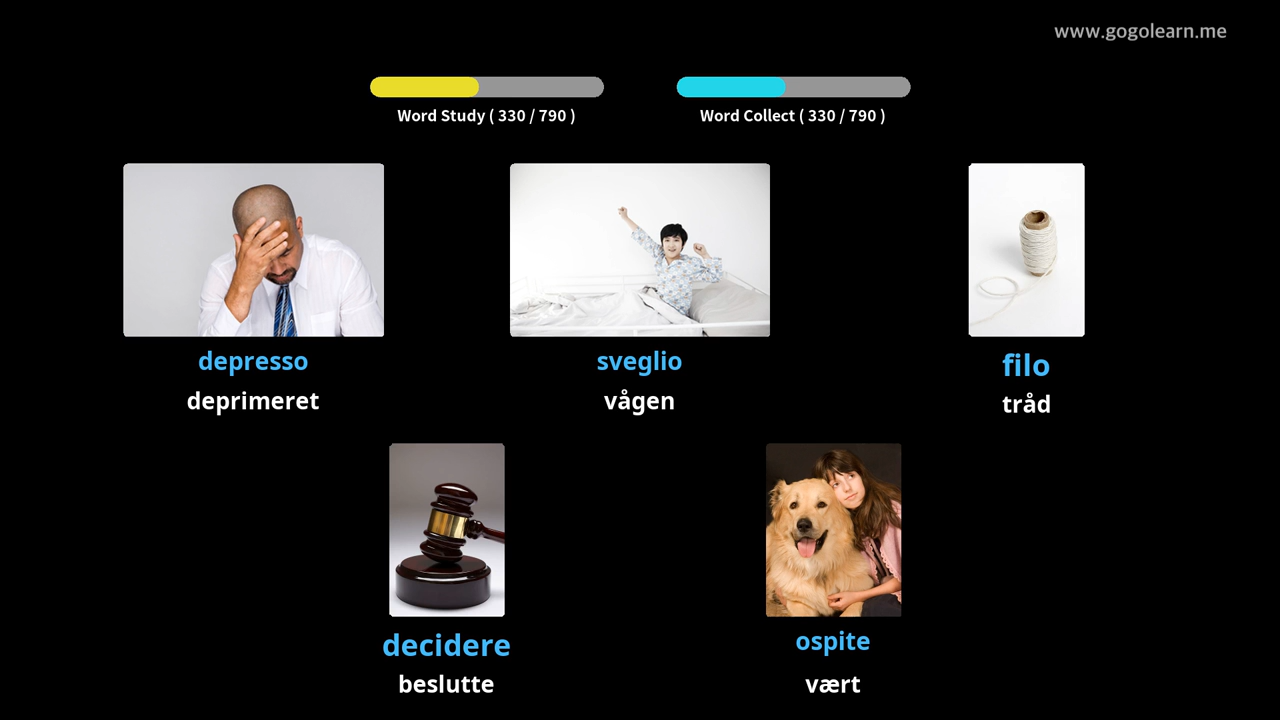 www.gogolearn.me
Word Study ( 330 / 790 )
Word Collect ( 330 / 790 )
depresso
deprimeret
sveglio
vågen
filo
tråd
decidere
beslutte
ospite
vært